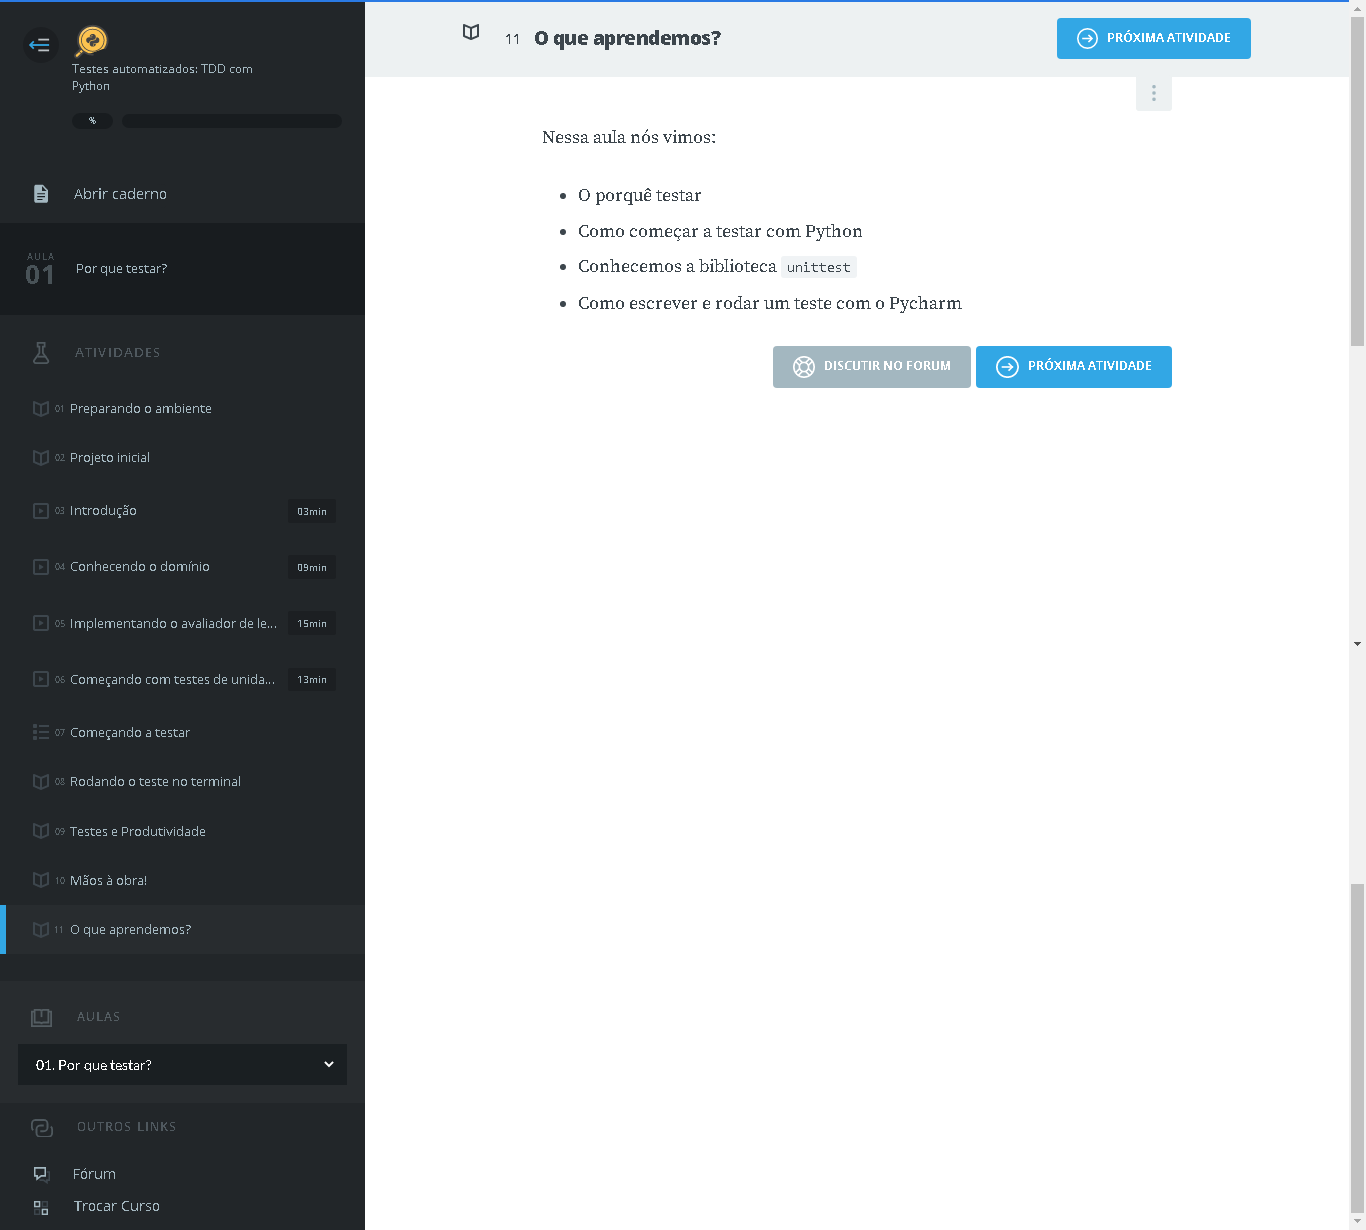 Testes automatizados: TDD com
Python
%
Abrir caderno
AULA
01
Por que testar?
ATIVIDADES
01 Preparando o ambiente
02 Projeto inicial
03 Introdução 03min
04 Conhecendo o domínio 09min
05 Implementando o avaliador de le... 15min
06 Começando com testes de unida... 13min
07 Começando a testar
08 Rodando o teste no terminal
09 Testes e Produtividade
10 Mãos à obra!
11 O que aprendemos?
AULAS
01. Por que testar?
OUTROS LINKS
Fórum
Trocar Curso
11 O que aprendemos?
PRÓXIMA ATIVIDADE
Nessa aula nós vimos:
• O porquê testar
• Como começar a testar com Python
• Conhecemos a biblioteca unittest
• Como escrever e rodar um teste com o Pycharm
DISCUTIR NO FORUM
PRÓXIMA ATIVIDADE